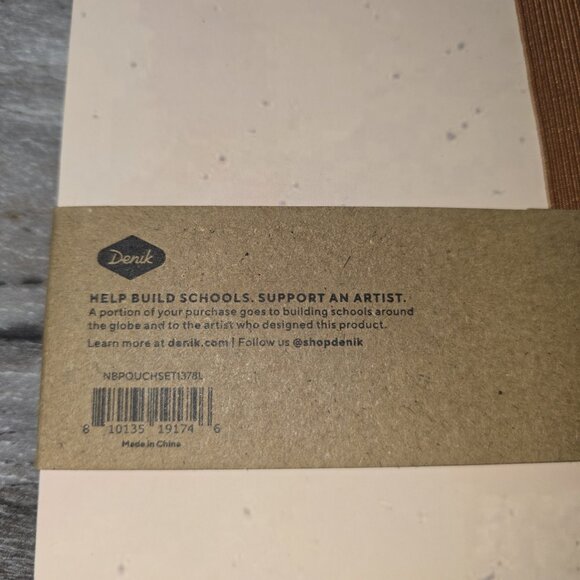 Denik
HELP BUILD SCHOOLS. SUPPORT AN ARTIST.
A portion of your purchase goes to building schools around
the globe and to the artist who designed this product.
Learn more at denik.com | Follow us @shopdenik
NBPOUCHSET1378L
8 10135 19174 6
Made in China